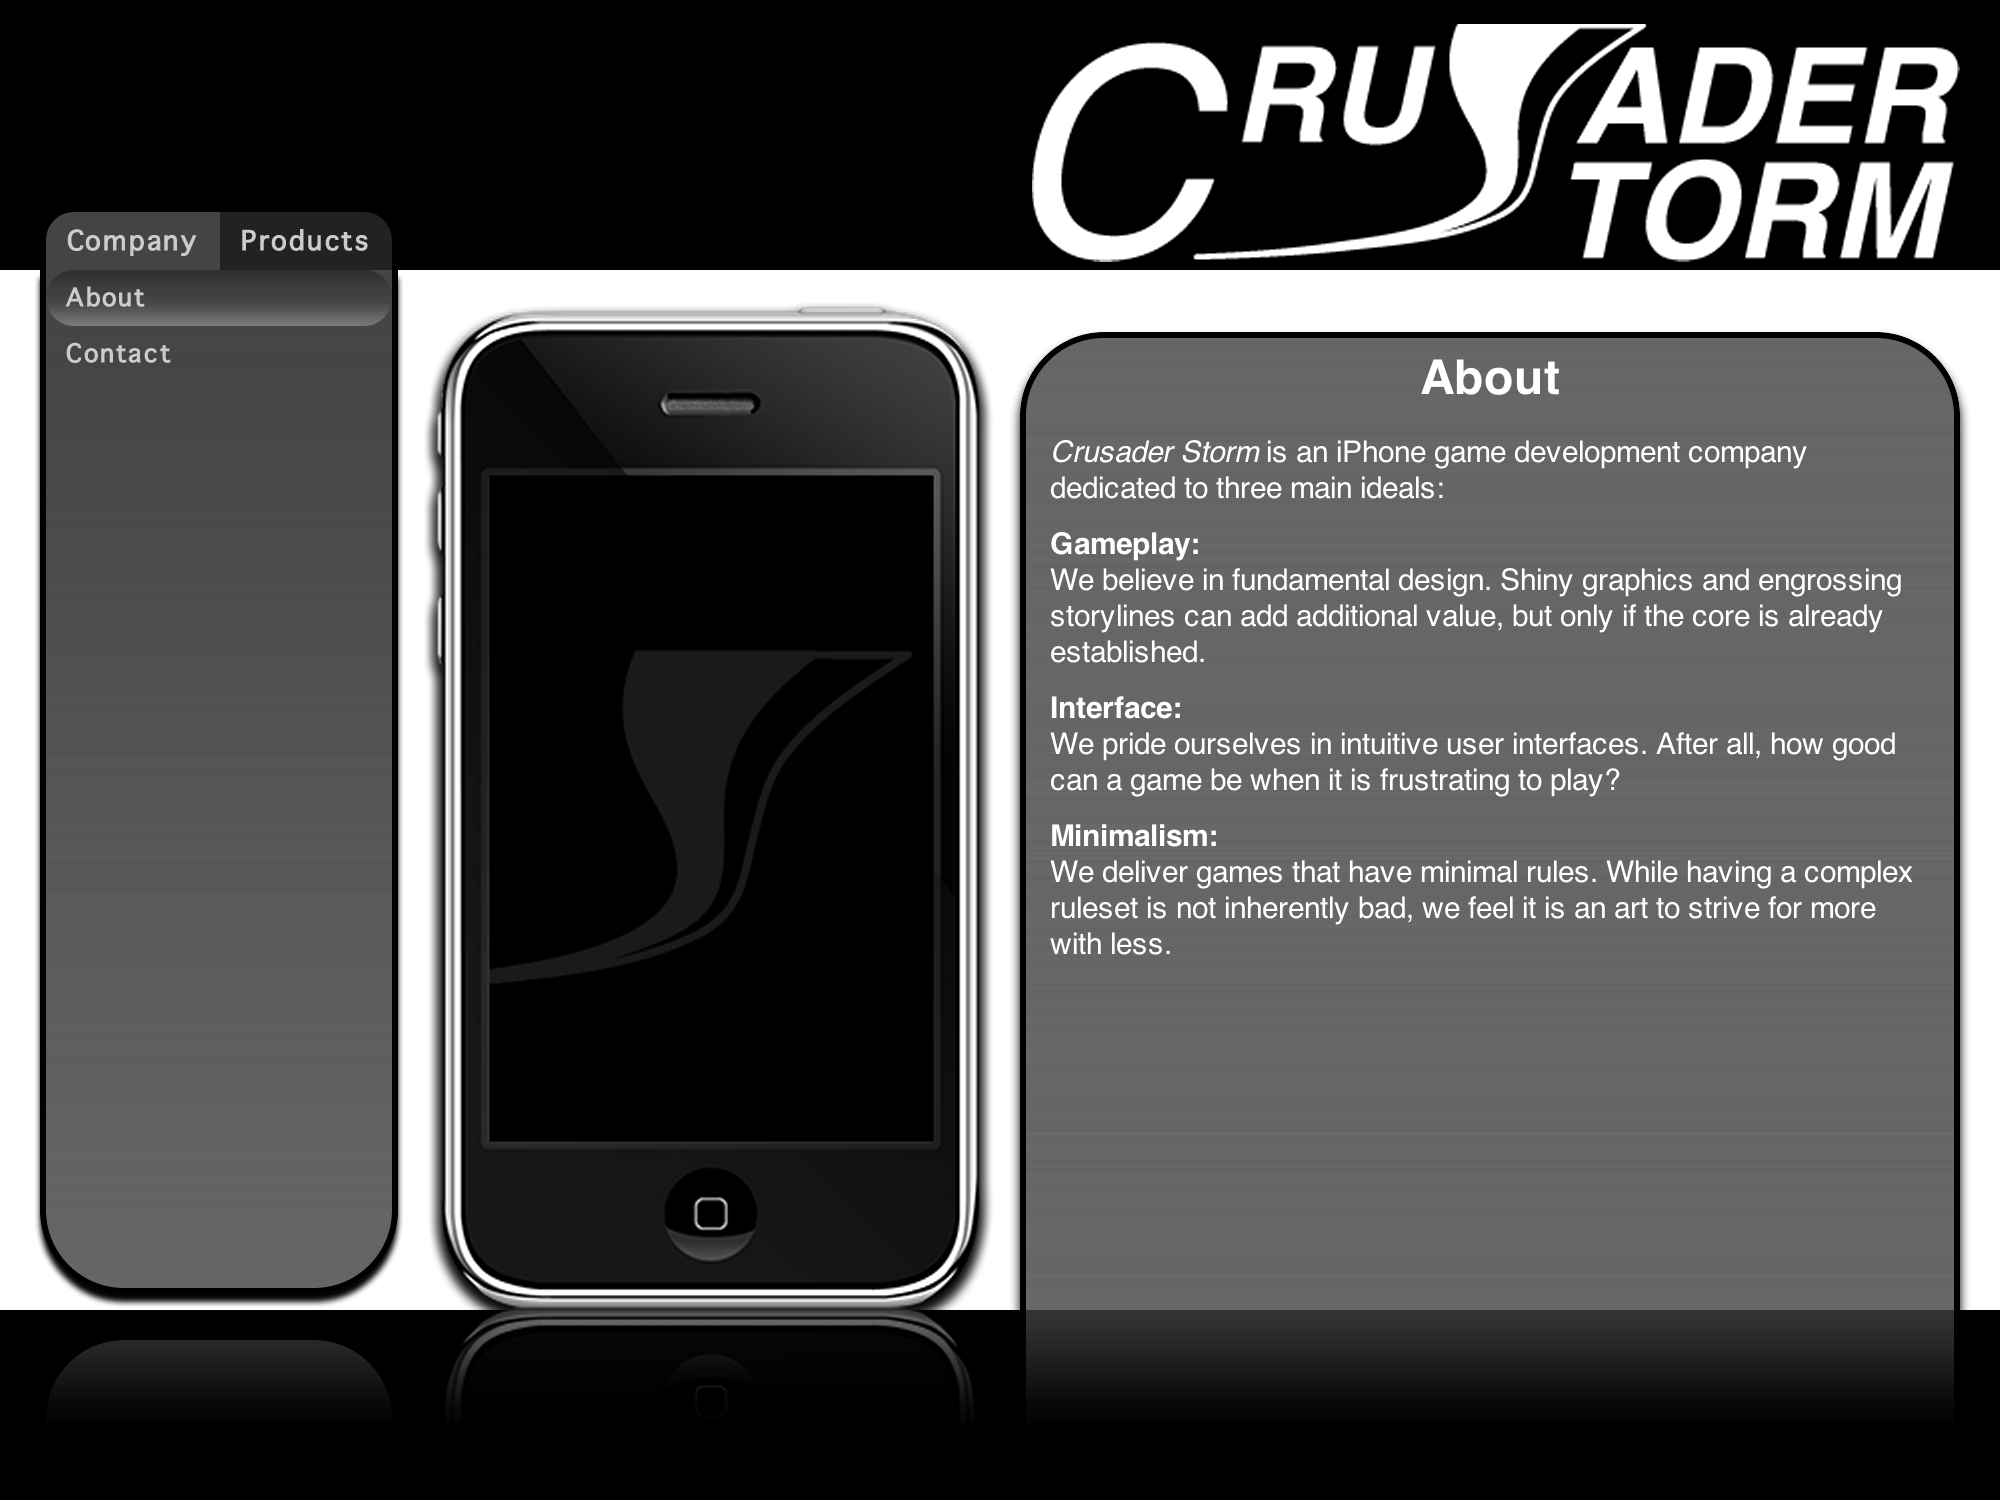 CRUSADER
STORM
Company Products
About
Contact
About
Crusader Storm is an iPhone game development company
dedicated to three main ideals:
Gameplay:
We believe in fundamental design. Shiny graphics and engrossing
storylines can add additional value, but only if the core is already
established.
Interface:
We pride ourselves in intuitive user interfaces. After all, how good
can a game be when it is frustrating to play?
Minimalism:
We deliver games that have minimal rules. While having a complex
ruleset is not inherently bad, we feel it is an art to strive for more
with less.